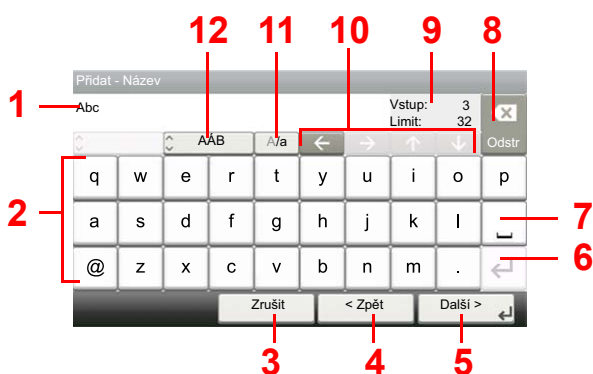 12 11 10 9 8
Přidat - Název
1 Abc Vstup: 3
Limit: 32
AÁB A/a ← → ↑ ↓ Odstr
2
q w e r t y u i o p
a s d f g h j k l 7
@ z x c v b n m . 6
Zrušit < Zpět Další >
3 4 5